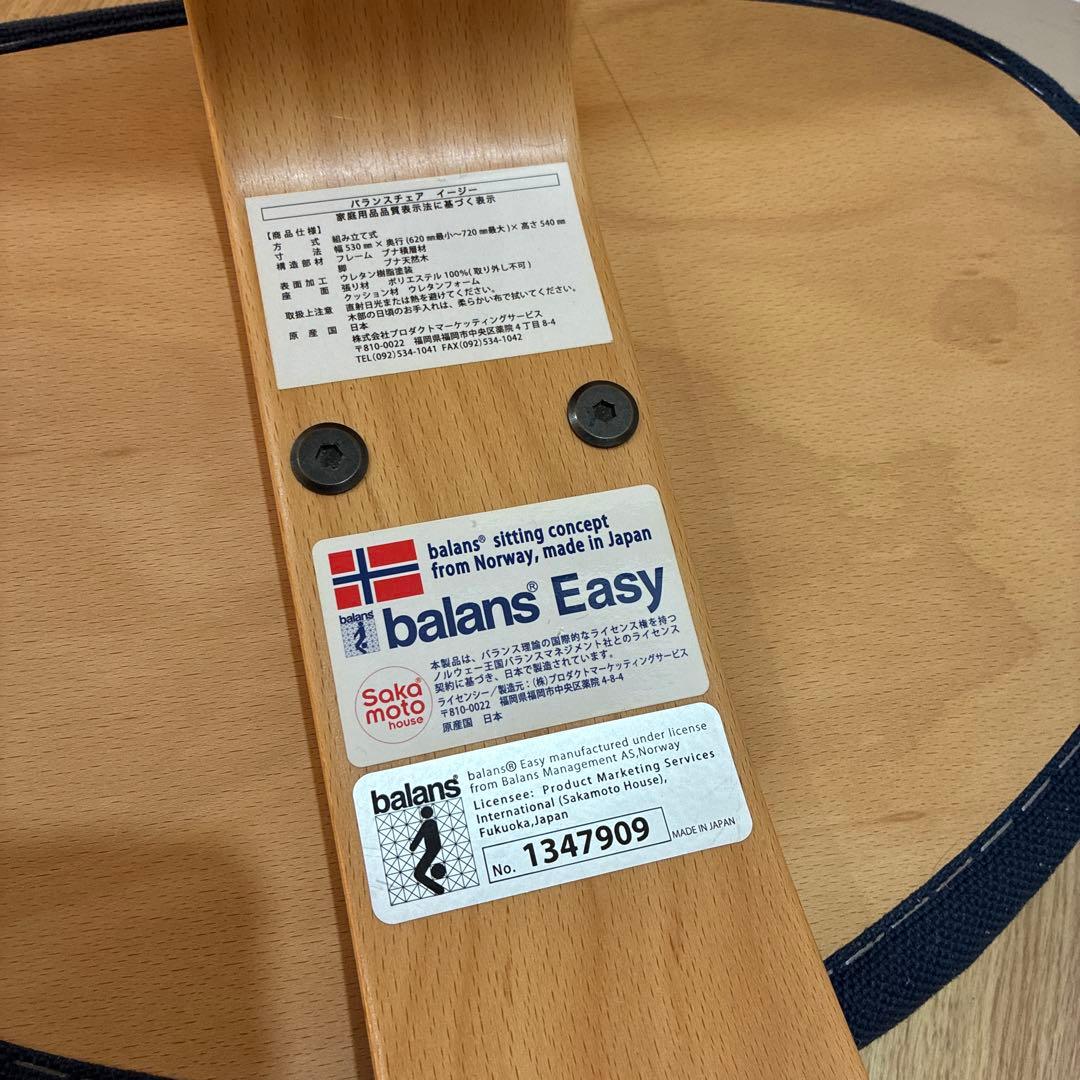 バランスチェア イージー
家庭用品品質表示法に基づく表示
【商品仕様】
方 式 組み立て式
寸 法 幅530㎜×奥行(620㎜最小～720㎜最大)×高さ540㎜
構造部材 フレーム ブナ積層材
脚 ブナ天然木
表面加工 ウレタン樹脂塗装
座 面 張り材 ポリエステル100%(取り外し不可)
クッション材 ウレタンフォーム
取扱上注意 直射日光または熱を避けてください。
木部の日頃のお手入れは、柔らかい布で拭いてください。
原 産 国 日本
株式会社プロダクトマーケッティングサービス
〒810-0022 福岡県福岡市中央区薬院4丁目8-4
TEL(092)534-1041 FAX(092)534-1042
balans® sitting concept
from Norway, made in Japan
balans
balans® Easy
本製品は、バランス理論の国際的なライセンス権を持つ
ノルウェー王国バランスマネジメント社とのライセンス
契約に基づき、日本で製造されています。
ライセンシー/製造元:(株)プロダクトマーケッティングサービス
〒810-0022 福岡県福岡市中央区薬院4-8-4
原産国 日本
Saka®
moto
house
balans®
balans® Easy manufactured under license
from Balans Management AS,Norway
Licensee: Product Marketing Services
International (Sakamoto House),
Fukuoka,Japan
No. 1347909
MADE IN JAPAN